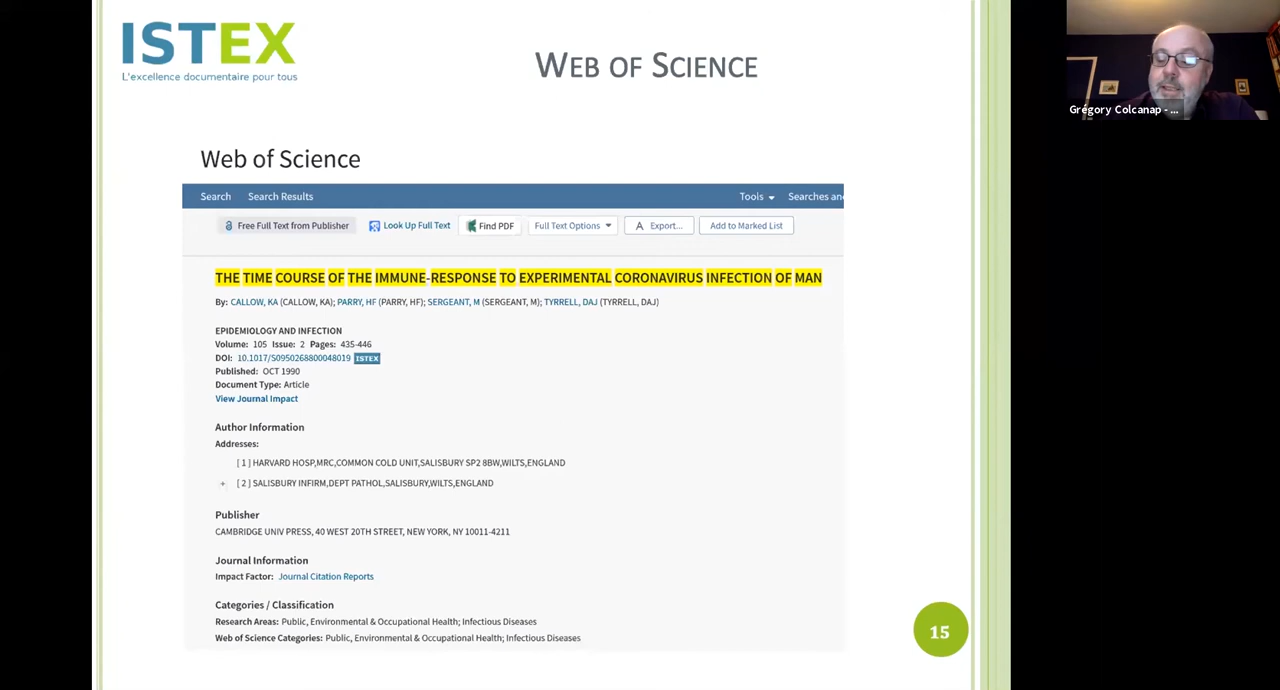 ISTEX
L'excellence documentaire pour tous
WEB OF SCIENCE
Grégory Colcanap - ...
Web of Science
Search Search Results Tools Searches an
Free Full Text from Publisher Look Up Full Text Find PDF Full Text Options Export... Add to Marked List
THE TIME COURSE OF THE IMMUNE-RESPONSE TO EXPERIMENTAL CORONAVIRUS INFECTION OF MAN
By: CALLOW, KA (CALLOW, KA); PARRY, HF (PARRY, HF); SERGEANT, M (SERGEANT, M); TYRRELL, DAJ (TYRRELL, DAJ)
EPIDEMIOLOGY AND INFECTION
Volume: 105 Issue: 2 Pages: 435-446
DOI: 10.1017/S0950268800048019 ISTEX
Published: OCT 1990
Document Type: Article
View Journal Impact
Author Information
Addresses:
[ 1 ] HARVARD HOSP,MRC,COMMON COLD UNIT,SALISBURY SP2 8BW,WILTS,ENGLAND
+ [ 2 ] SALISBURY INFIRM,DEPT PATHOL,SALISBURY,WILTS,ENGLAND
Publisher
CAMBRIDGE UNIV PRESS, 40 WEST 20TH STREET, NEW YORK, NY 10011-4211
Journal Information
Impact Factor: Journal Citation Reports
Categories / Classification
Research Areas: Public, Environmental & Occupational Health; Infectious Diseases
Web of Science Categories: Public, Environmental & Occupational Health; Infectious Diseases
15